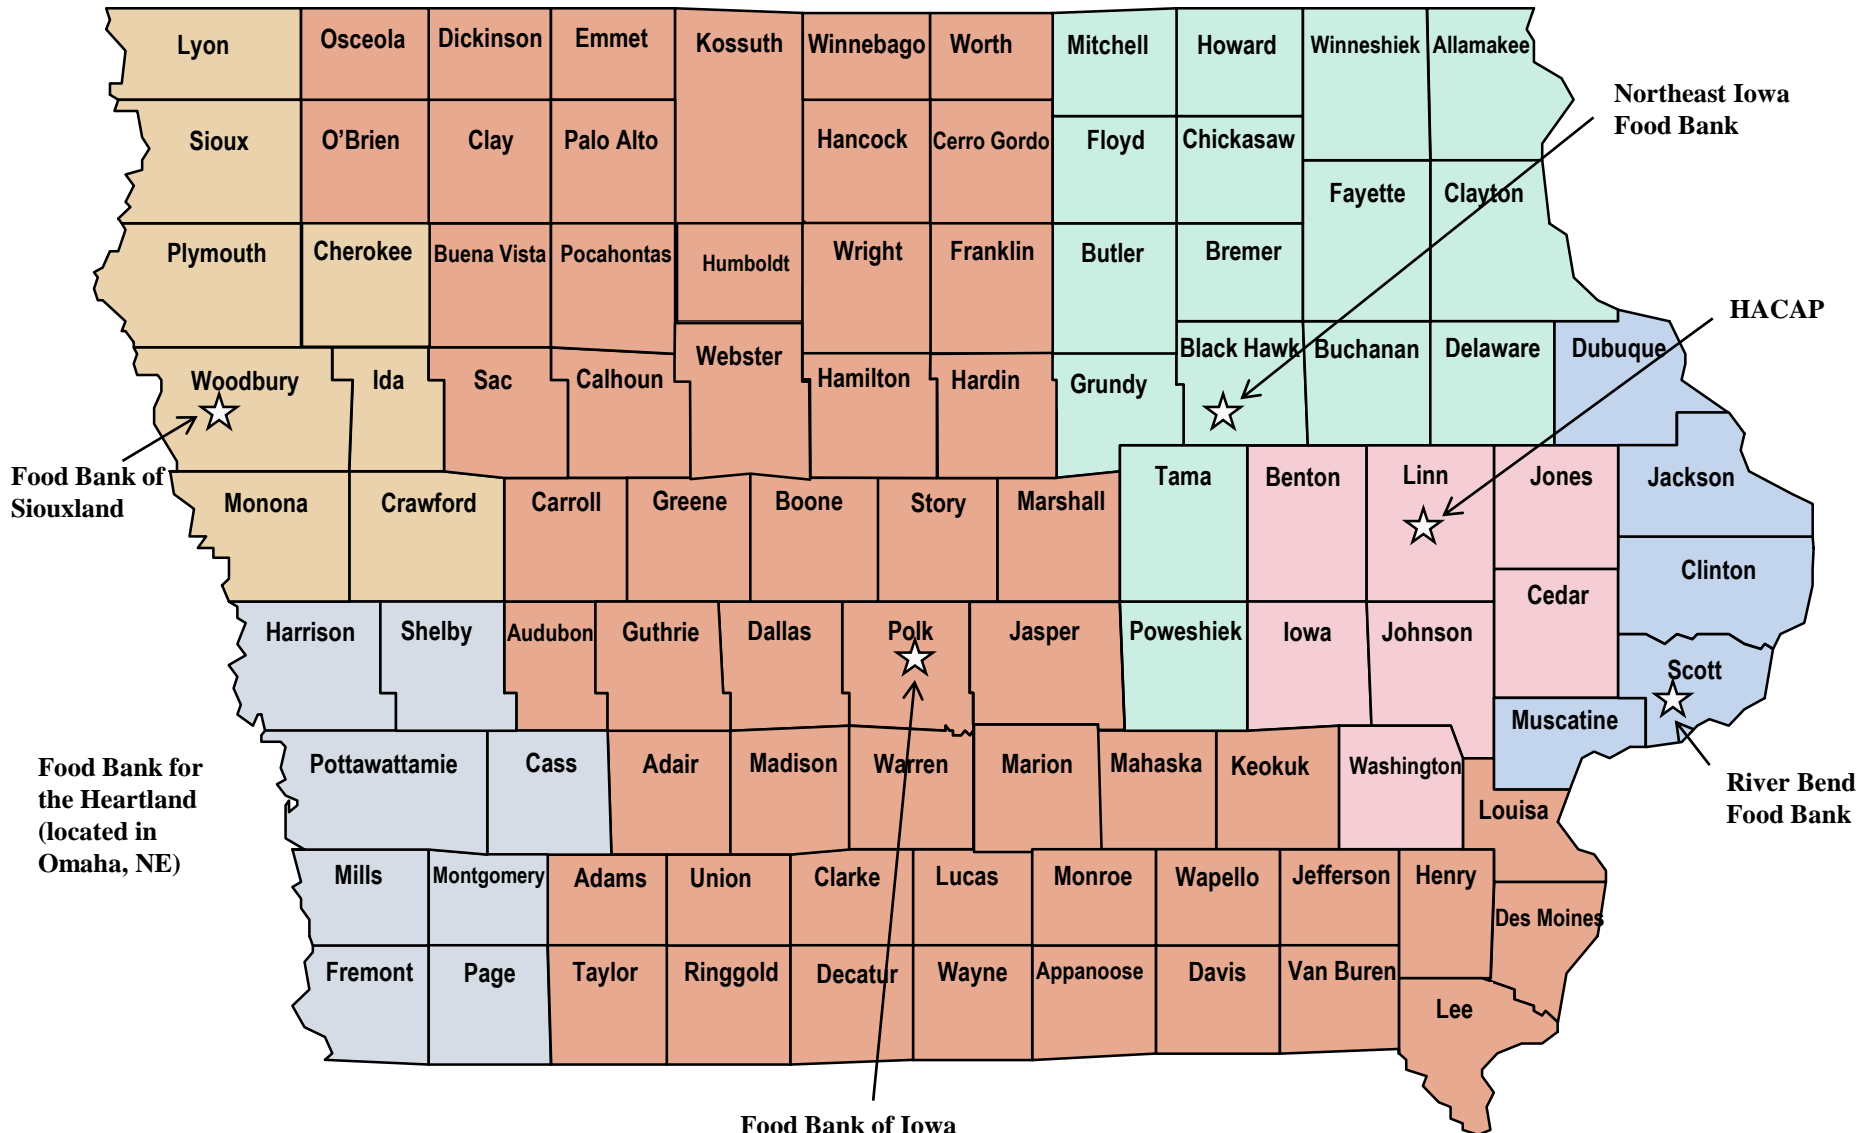 Lyon
Osceola
Dickinson
Emmet
Kossuth
Winnebago
Worth
Mitchell
Howard
Winneshiek
Allamakee
Northeast Iowa
Food Bank
Sioux
O’Brien
Clay
Palo Alto
Hancock
Cerro Gordo
Floyd
Chickasaw
Fayette
Clayton
Plymouth
Cherokee
Buena Vista
Pocahontas
Humboldt
Wright
Franklin
Butler
Bremer
HACAP
Woodbury
Ida
Sac
Calhoun
Webster
Hamilton
Hardin
Grundy
Black Hawk
Buchanan
Delaware
Dubuque
Food Bank of
Siouxland
Monona
Crawford
Carroll
Greene
Boone
Story
Marshall
Tama
Benton
Linn
Jones
Jackson
Clinton
Cedar
Harrison
Shelby
Audubon
Guthrie
Dallas
Polk
Jasper
Poweshiek
Iowa
Johnson
Scott
Muscatine
Food Bank for
the Heartland
(located in
Omaha, NE)
Pottawattamie
Cass
Adair
Madison
Warren
Marion
Mahaska
Keokuk
Washington
Louisa
River Bend
Food Bank
Mills
Montgomery
Adams
Union
Clarke
Lucas
Monroe
Wapello
Jefferson
Henry
Des Moines
Fremont
Page
Taylor
Ringgold
Decatur
Wayne
Appanoose
Davis
Van Buren
Lee
Food Bank of Iowa